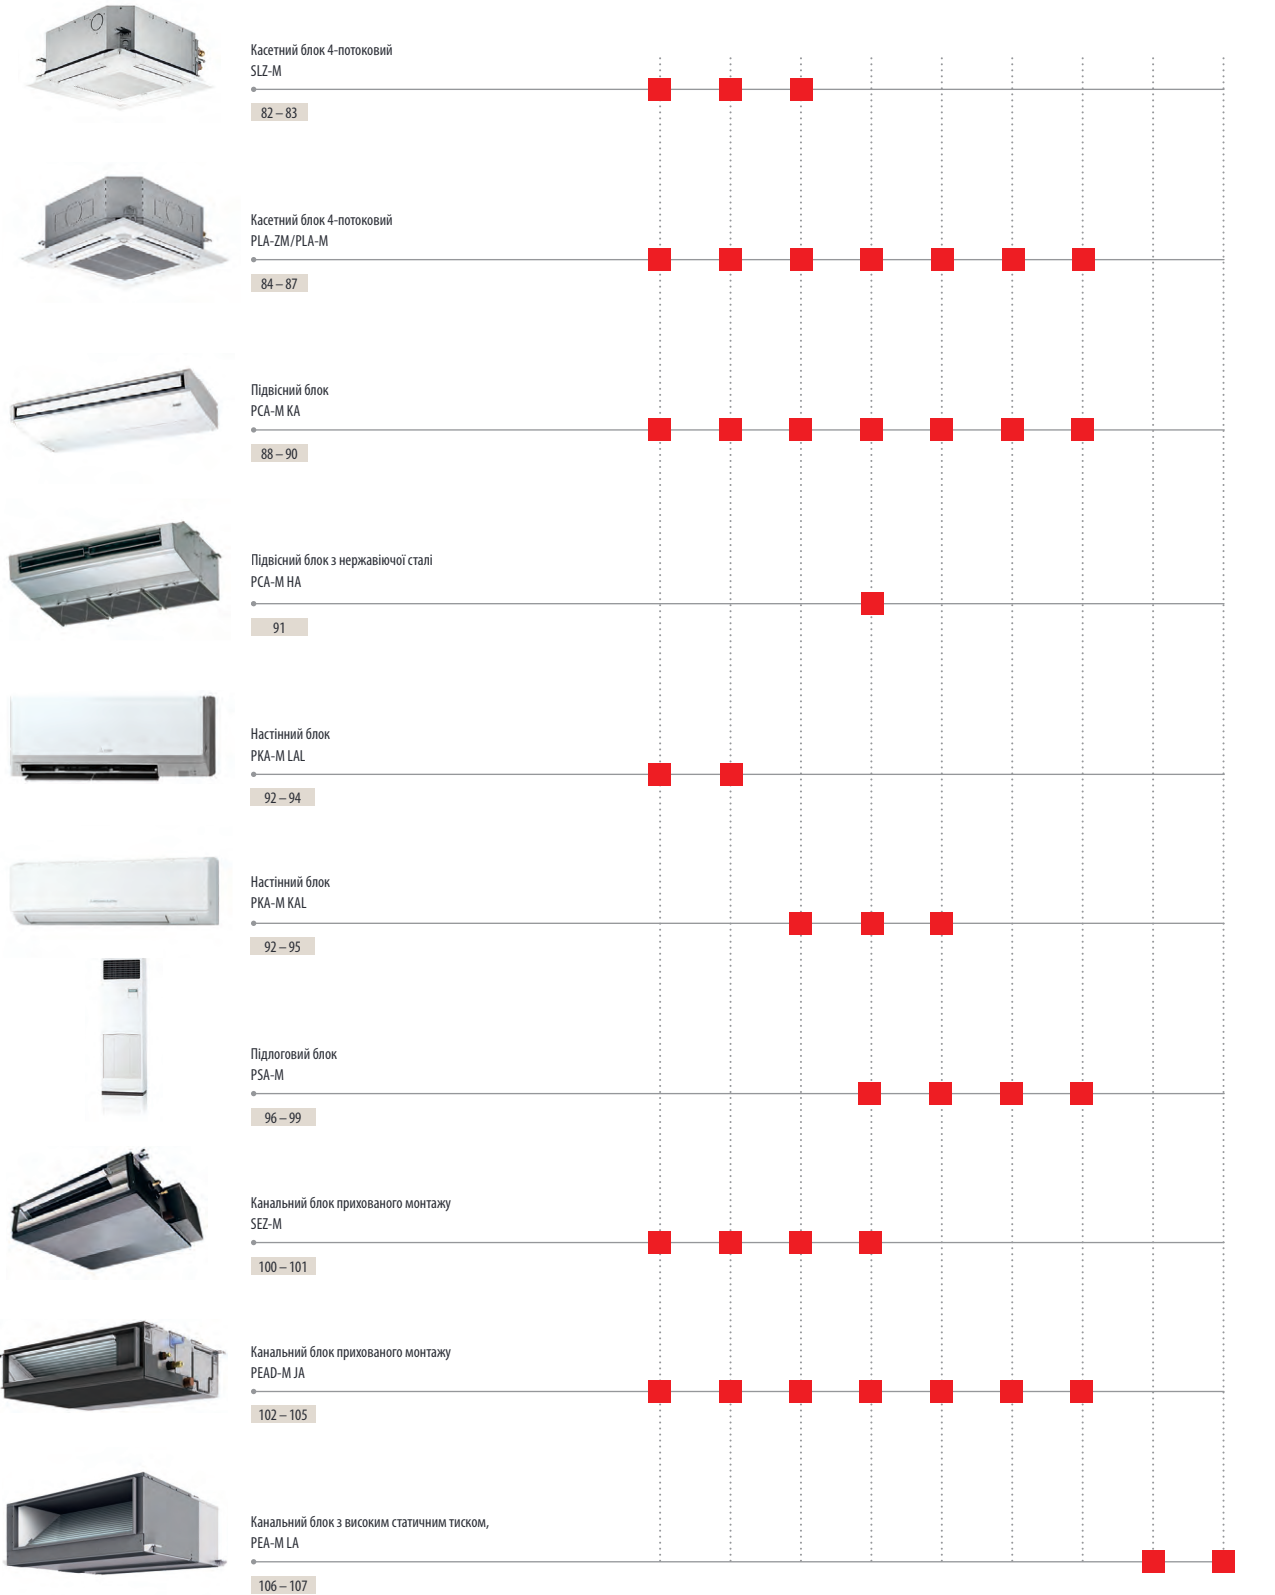 Касетний блок 4-потоковий
SLZ-M
82 – 83
Касетний блок 4-потоковий
PLA-ZM/PLA-M
84 – 87
Підвісний блок
PCA-M KA
88 – 90
Підвісний блок з нержавіючої сталі
PCA-M HA
91
Настінний блок
PKA-M LAL
92 – 94
Настінний блок
PKA-M KAL
92 – 95
Підлоговий блок
PSA-M
96 – 99
Канальний блок прихованого монтажу
SEZ-M
100 – 101
Канальний блок прихованого монтажу
PEAD-M JA
102 – 105
Канальний блок з високим статичним тиском,
PEA-M LA
106 – 107